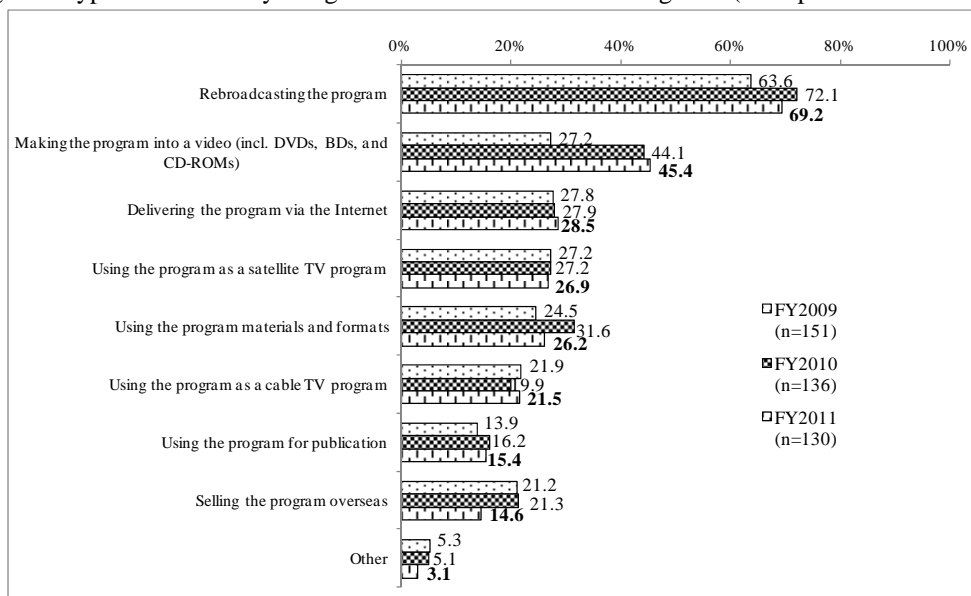 0% 20% 40% 60% 80% 100%
Rebroadcasting the program
63.6
72.1
69.2
Making the program into a video (incl. DVDs, BDs, and
CD-ROMs)
27.2
44.1
45.4
Delivering the program via the Internet
27.8
27.9
28.5
Using the program as a satellite TV program
27.2
27.2
26.9
Using the program materials and formats
24.5
31.6
26.2
Using the program as a cable TV program
21.9
19.9
21.5
Using the program for publication
13.9
16.2
15.4
Selling the program overseas
21.2
21.3
14.6
Other
5.3
5.1
3.1
FY2009
(n=151)
FY2010
(n=136)
FY2011
(n=130)